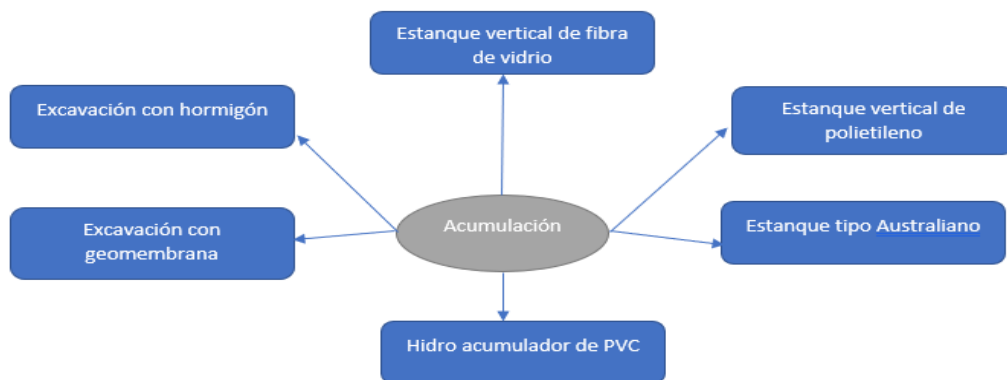 Estanque vertical de fibra
de vidrio
Excavación con hormigón
Estanque vertical de
polietileno
Excavación con
geomembrana
Acumulación
Estanque tipo Australiano
Hidro acumulador de PVC